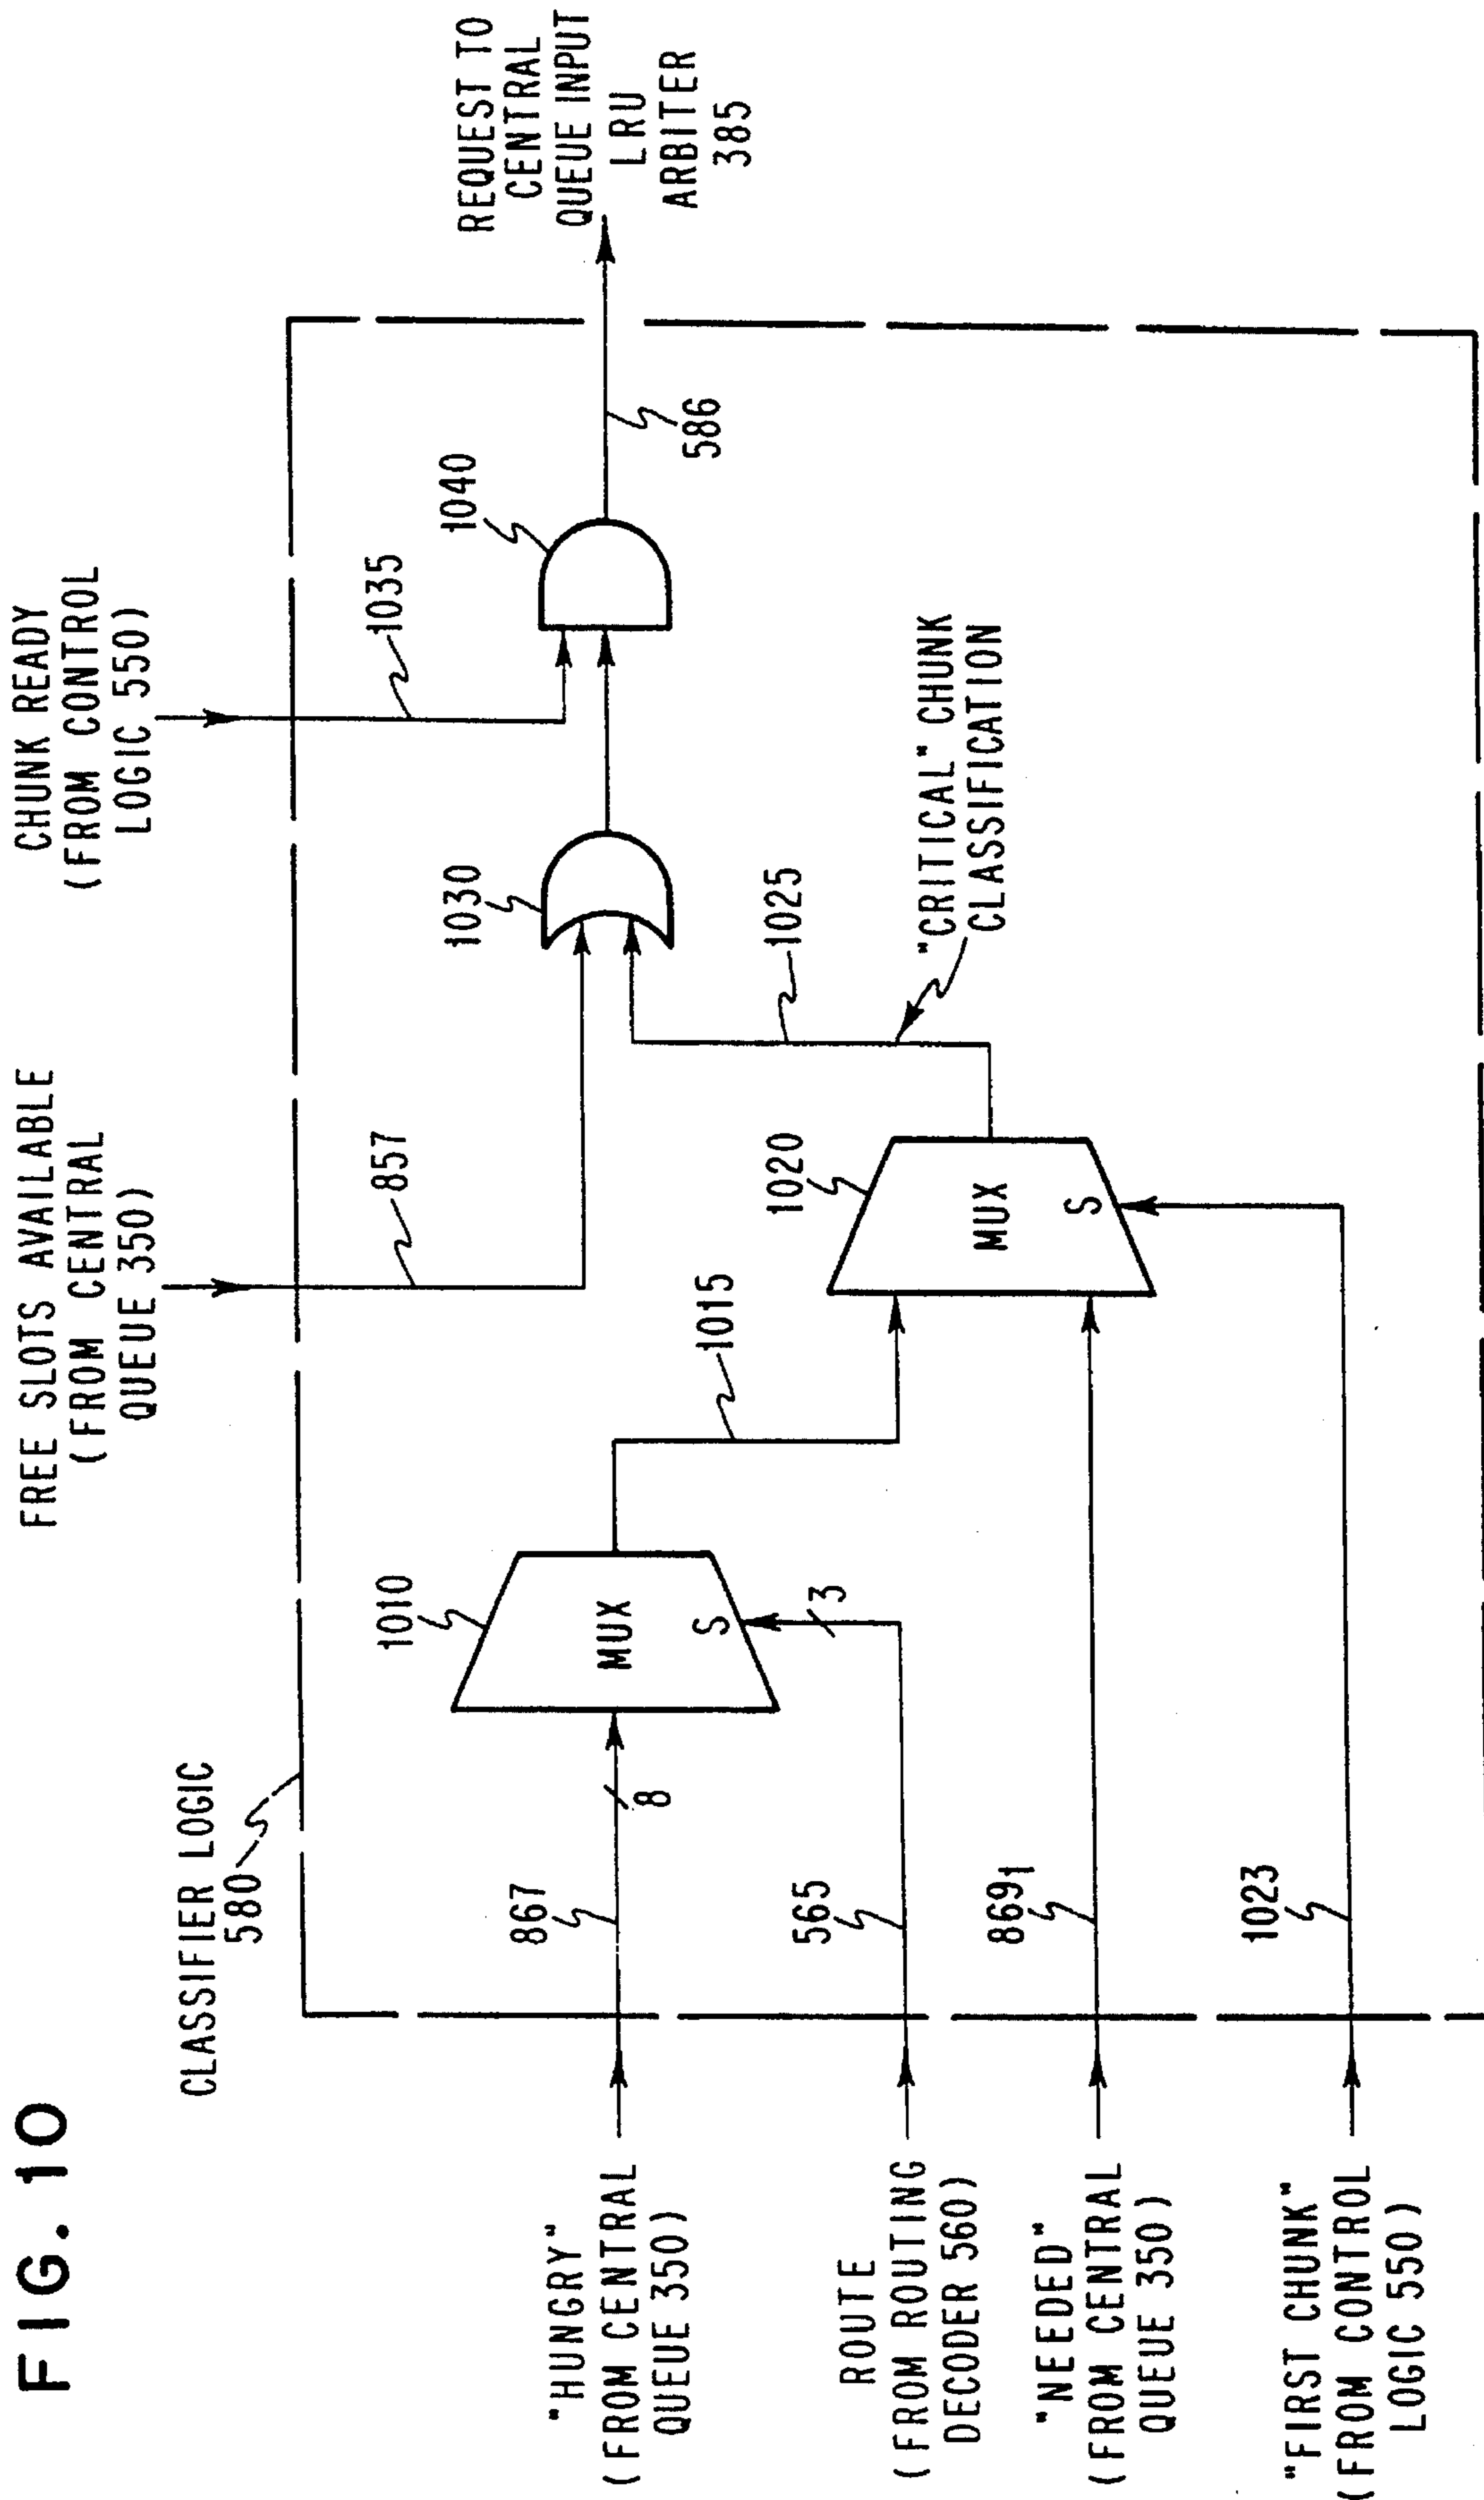 FIG. 10
CLASSIFIER LOGIC
580
FREE SLOTS AVAILABLE
(FROM CENTRAL
QUEUE 350)
CHUNK READY
(FROM CONTROL
LOGIC 550)
857
1035
"HUNGRY"
(FROM CENTRAL
QUEUE 350)
867
8
1010
MUX
S
3
1015
1030
1040
586
REQUEST TO
CENTRAL
QUEUE INPUT
LRU
ARBITER
385
ROUTE
(FROM ROUTING
DECODER 560)
565
1020
MUX
S
1025
"CRITICAL" CHUNK
CLASSIFICATION
"NEEDED"
(FROM CENTRAL
QUEUE 350)
869₁
"FIRST CHUNK"
(FROM CONTROL
LOGIC 550)
1023